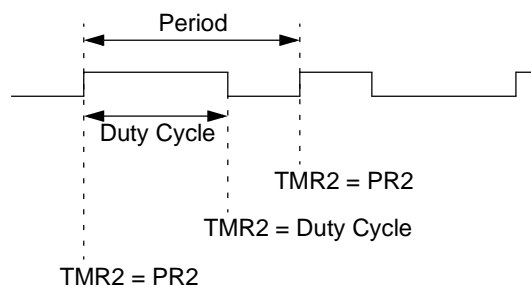 Period
Duty Cycle
TMR2 = PR2
TMR2 = Duty Cycle
TMR2 = PR2